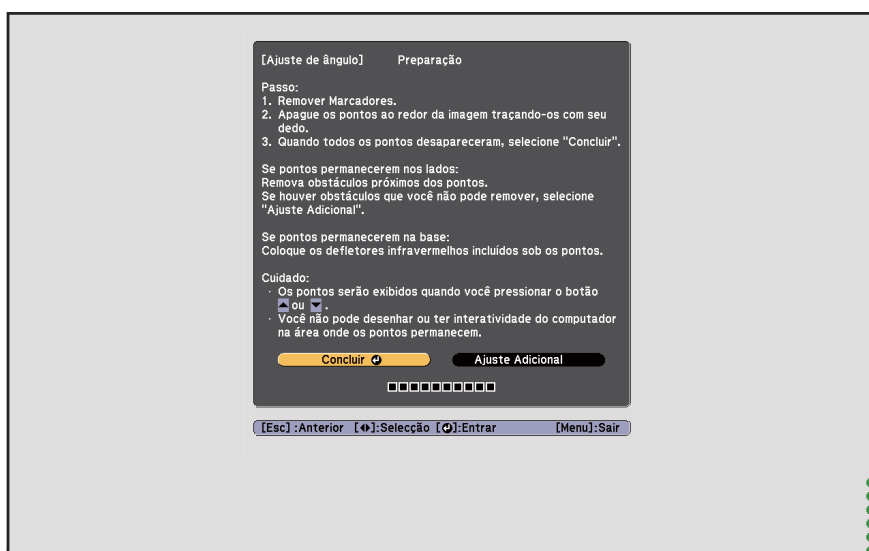 [Ajuste de ângulo] Preparação
Passo:
1. Remover Marcadores.
2. Apague os pontos ao redor da imagem traçando-os com seu
dedo.
3. Quando todos os pontos desapareceram, selecione "Concluir".
Se pontos permanecerem nos lados:
Remova obstáculos próximos dos pontos.
Se houver obstáculos que você não pode remover, selecione
"Ajuste Adicional".
Se pontos permanecerem na base:
Coloque os defletores infravermelhos incluídos sob os pontos.
Cuidado:
· Os pontos serão exibidos quando você pressionar o botão
▲ ou ▼ .
· Você não pode desenhar ou ter interatividade do computador
na área onde os pontos permanecem.
Concluir Ajuste Adicional
[Esc] :Anterior [◀▶]:Selecção [⏎]:Entrar [Menu]:Sair